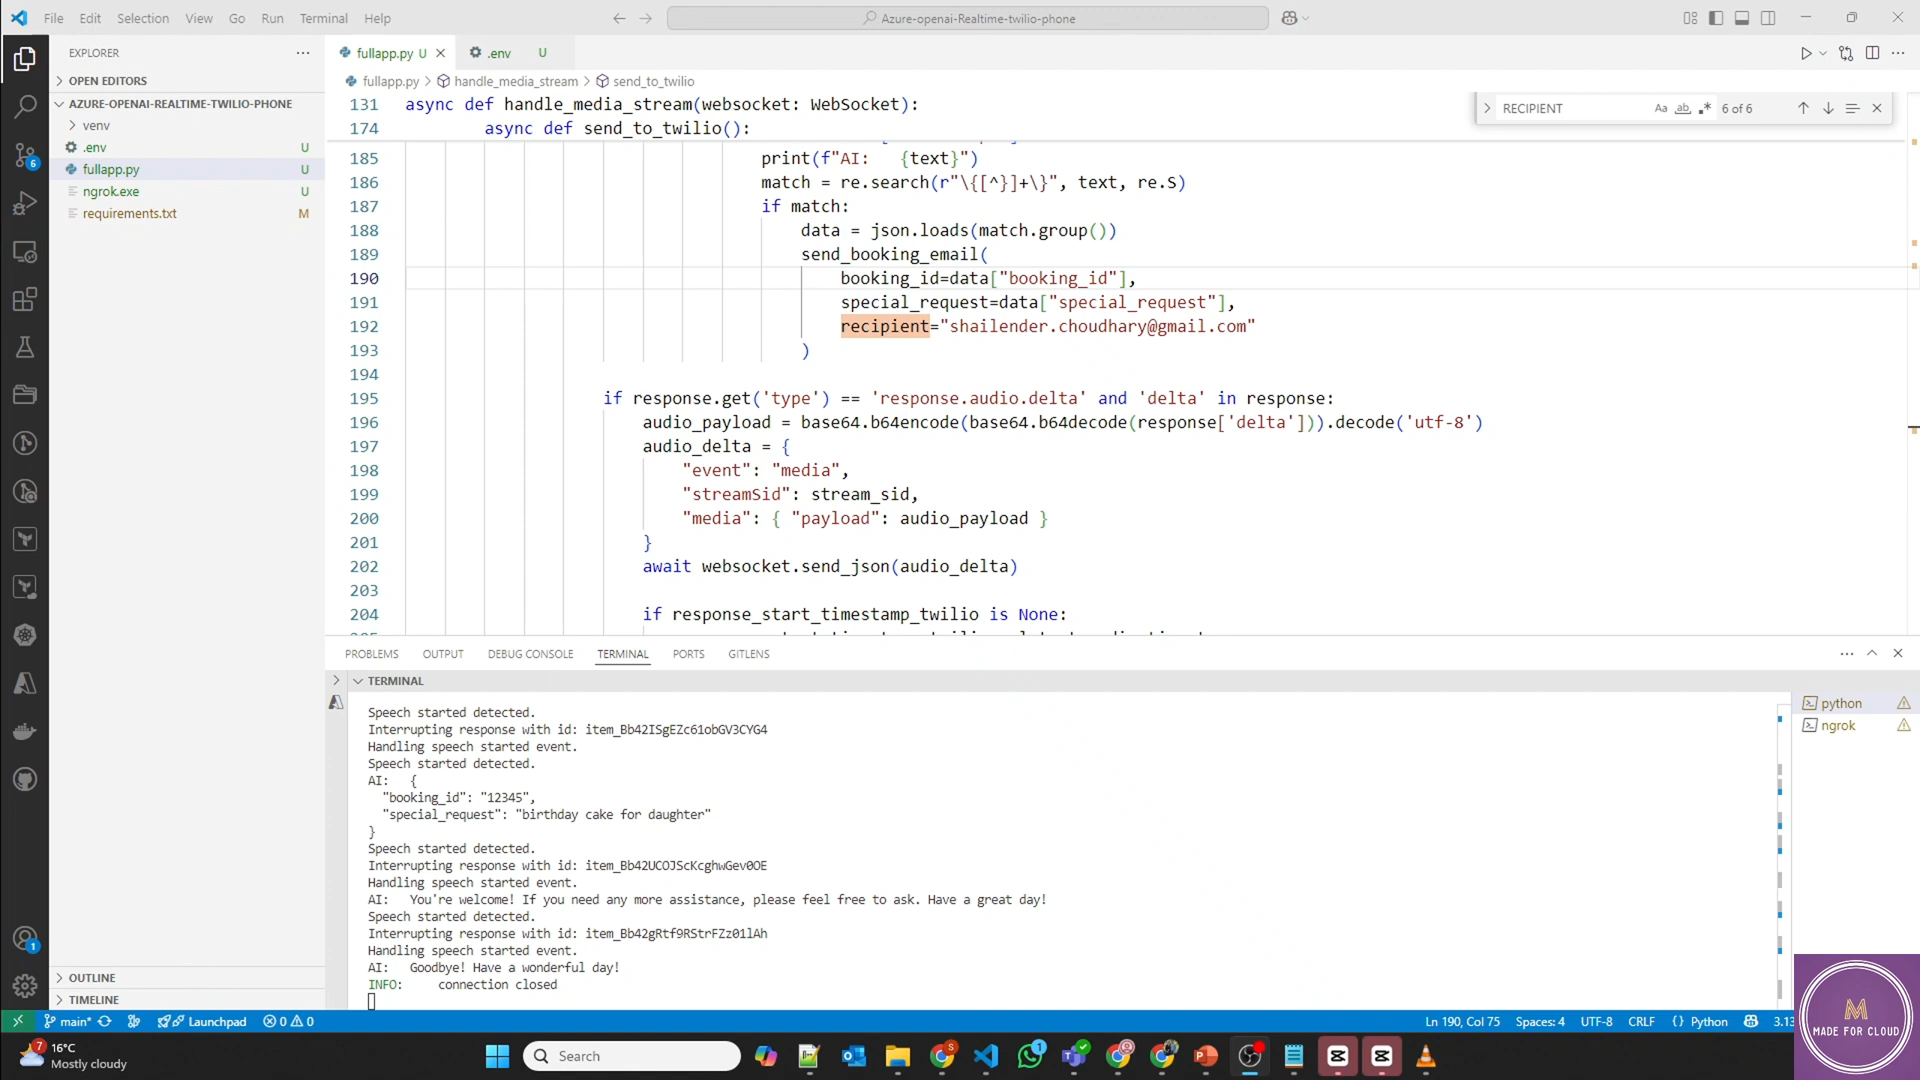 File Edit Selection View Go Run Terminal Help
Azure-openai-Realtime-twilio-phone
EXPLORER
fullapp.py U
.env U
OPEN EDITORS
fullapp.py > handle_media_stream > send_to_twilio
AZURE-OPENAI-REALTIME-TWILIO-PHONE
venv
.env U
fullapp.py U
ngrok.exe U
requirements.txt M
RECIPIENT
Aa ab 6 of 6
131 async def handle_media_stream(websocket: WebSocket):
174 async def send_to_twilio():
185 print(f"AI:   {text}")
186 match = re.search(r"\{[^}]+\}", text, re.S)
187 if match:
188 data = json.loads(match.group())
189 send_booking_email(
190 booking_id=data["booking_id"],
191 special_request=data["special_request"],
192 recipient="shailender.choudhary@gmail.com"
193 )
194
195 if response.get('type') == 'response.audio.delta' and 'delta' in response:
196 audio_payload = base64.b64encode(base64.b64decode(response['delta'])).decode('utf-8')
197 audio_delta = {
198 "event": "media",
199 "streamSid": stream_sid,
200 "media": { "payload": audio_payload }
201 }
202 await websocket.send_json(audio_delta)
203
204 if response_start_timestamp_twilio is None:
PROBLEMS OUTPUT DEBUG CONSOLE TERMINAL PORTS GITLENS
TERMINAL
Speech started detected.
Interrupting response with id: item_Bb42ISgEZc61obGV3CYG4
Handling speech started event.
Speech started detected.
AI:   {
"booking_id": "12345",
"special_request": "birthday cake for daughter"
}
Speech started detected.
Interrupting response with id: item_Bb42UCOJScKcghwGev0OE
Handling speech started event.
AI:   You're welcome! If you need any more assistance, please feel free to ask. Have a great day!
Speech started detected.
Interrupting response with id: item_Bb42gRtf9RStrFZz01lAh
Handling speech started event.
AI:   Goodbye! Have a wonderful day!
INFO:     connection closed
python
ngrok
OUTLINE
TIMELINE
6
1
main* Launchpad 0 0
Ln 190, Col 75 Spaces: 4 UTF-8 CRLF {} Python 3.13
7
16°C
Mostly cloudy
Search
S
1
M
MADE FOR CLOUD